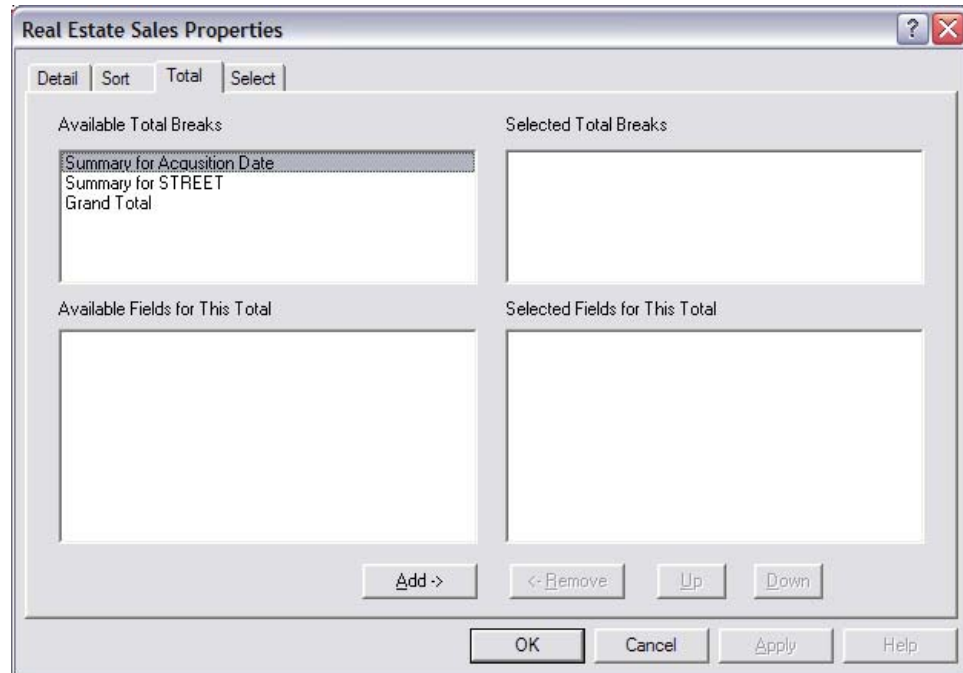 Real Estate Sales Properties
?
Detail Sort Total Select
Available Total Breaks
Selected Total Breaks
Summary for Acqusition Date
Summary for STREET
Grand Total
Available Fields for This Total
Selected Fields for This Total
Add ->
<- Remove
Up
Down
OK
Cancel
Apply
Help